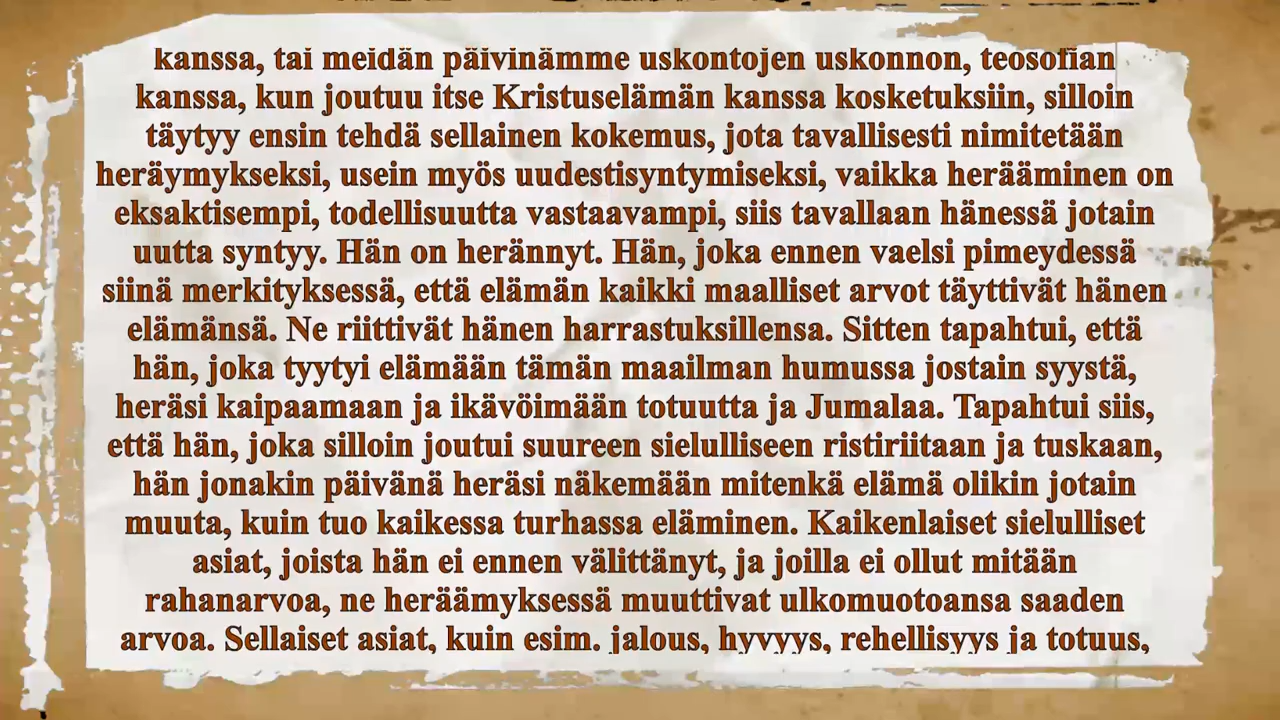 kanssa, tai meidän päivinämme uskontojen uskonnon, teosofian
kanssa, kun joutuu itse Kristuselämän kanssa kosketuksiin, silloin
täytyy ensin tehdä sellainen kokemus, jota tavallisesti nimitetään
heräymykseksi, usein myös uudestisyntymiseksi, vaikka herääminen on
eksaktisempi, todellisuutta vastaavampi, siis tavallaan hänessä jotain
uutta syntyy. Hän on herännyt. Hän, joka ennen vaelsi pimeydessä
siinä merkityksessä, että elämän kaikki maalliset arvot täyttivät hänen
elämänsä. Ne riittivät hänen harrastuksillensa. Sitten tapahtui, että
hän, joka tyytyi elämään tämän maailman humussa jostain syystä,
heräsi kaipaamaan ja ikävöimään totuutta ja Jumalaa. Tapahtui siis,
että hän, joka silloin joutui suureen sielulliseen ristiriitaan ja tuskaan,
hän jonakin päivänä heräsi näkemään mitenkä elämä olikin jotain
muuta, kuin tuo kaikessa turhassa eläminen. Kaikenlaiset sielulliset
asiat, joista hän ei ennen välittänyt, ja joilla ei ollut mitään
rahanarvoa, ne heräämyksessä muuttivat ulkomuotoansa saaden
arvoa. Sellaiset asiat, kuin esim. jalous, hyvyys, rehellisyys ja totuus,